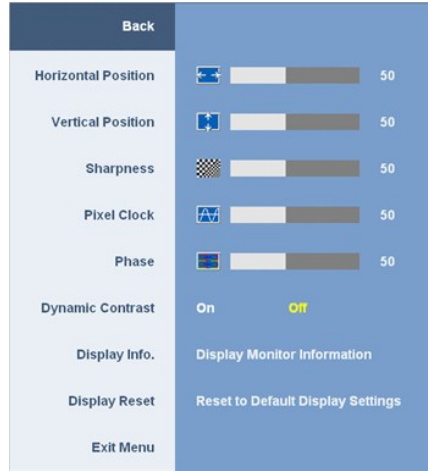 Back
Horizontal Position 50
Vertical Position 50
Sharpness 50
Pixel Clock 50
Phase 50
Dynamic Contrast On Off
Display Info. Display Monitor Information
Display Reset Reset to Default Display Settings
Exit Menu